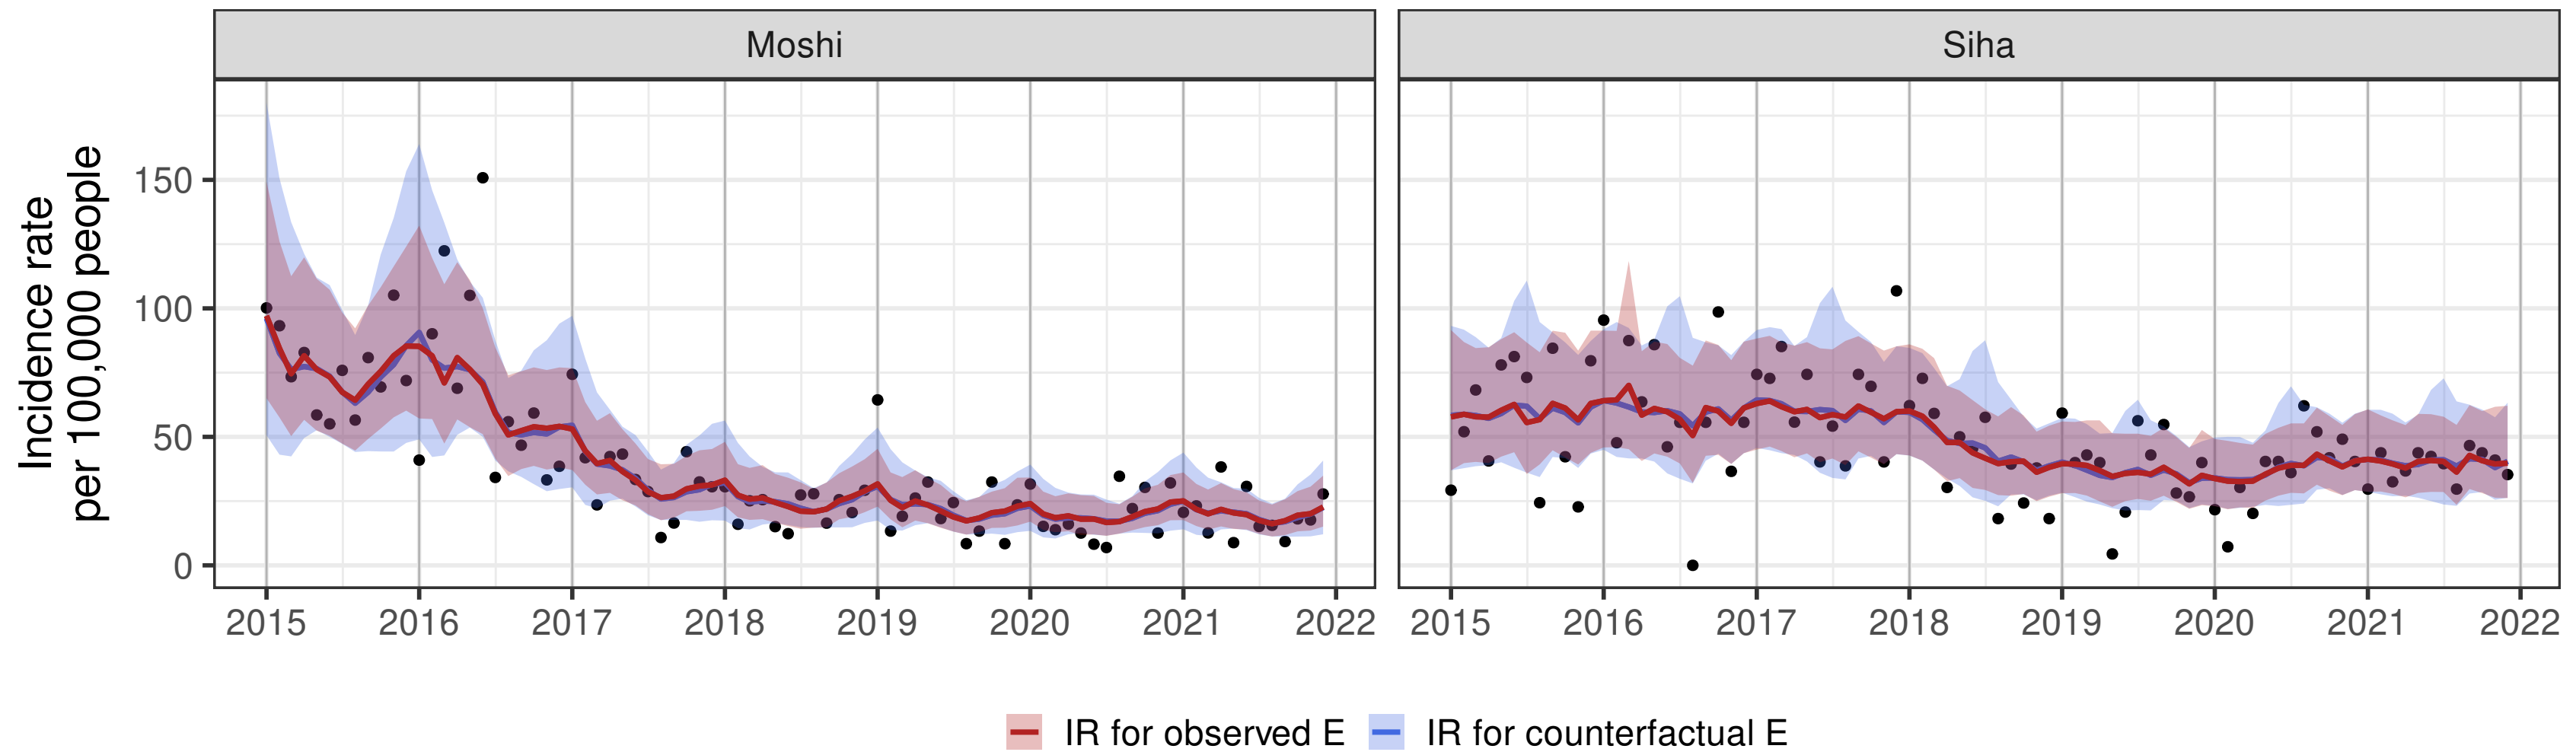 Moshi
Siha
Incidence rate
per 100,000 people
150
100
50
0
2015 2016 2017 2018 2019 2020 2021 2022
2015 2016 2017 2018 2019 2020 2021 2022
IR for observed E
IR for counterfactual E